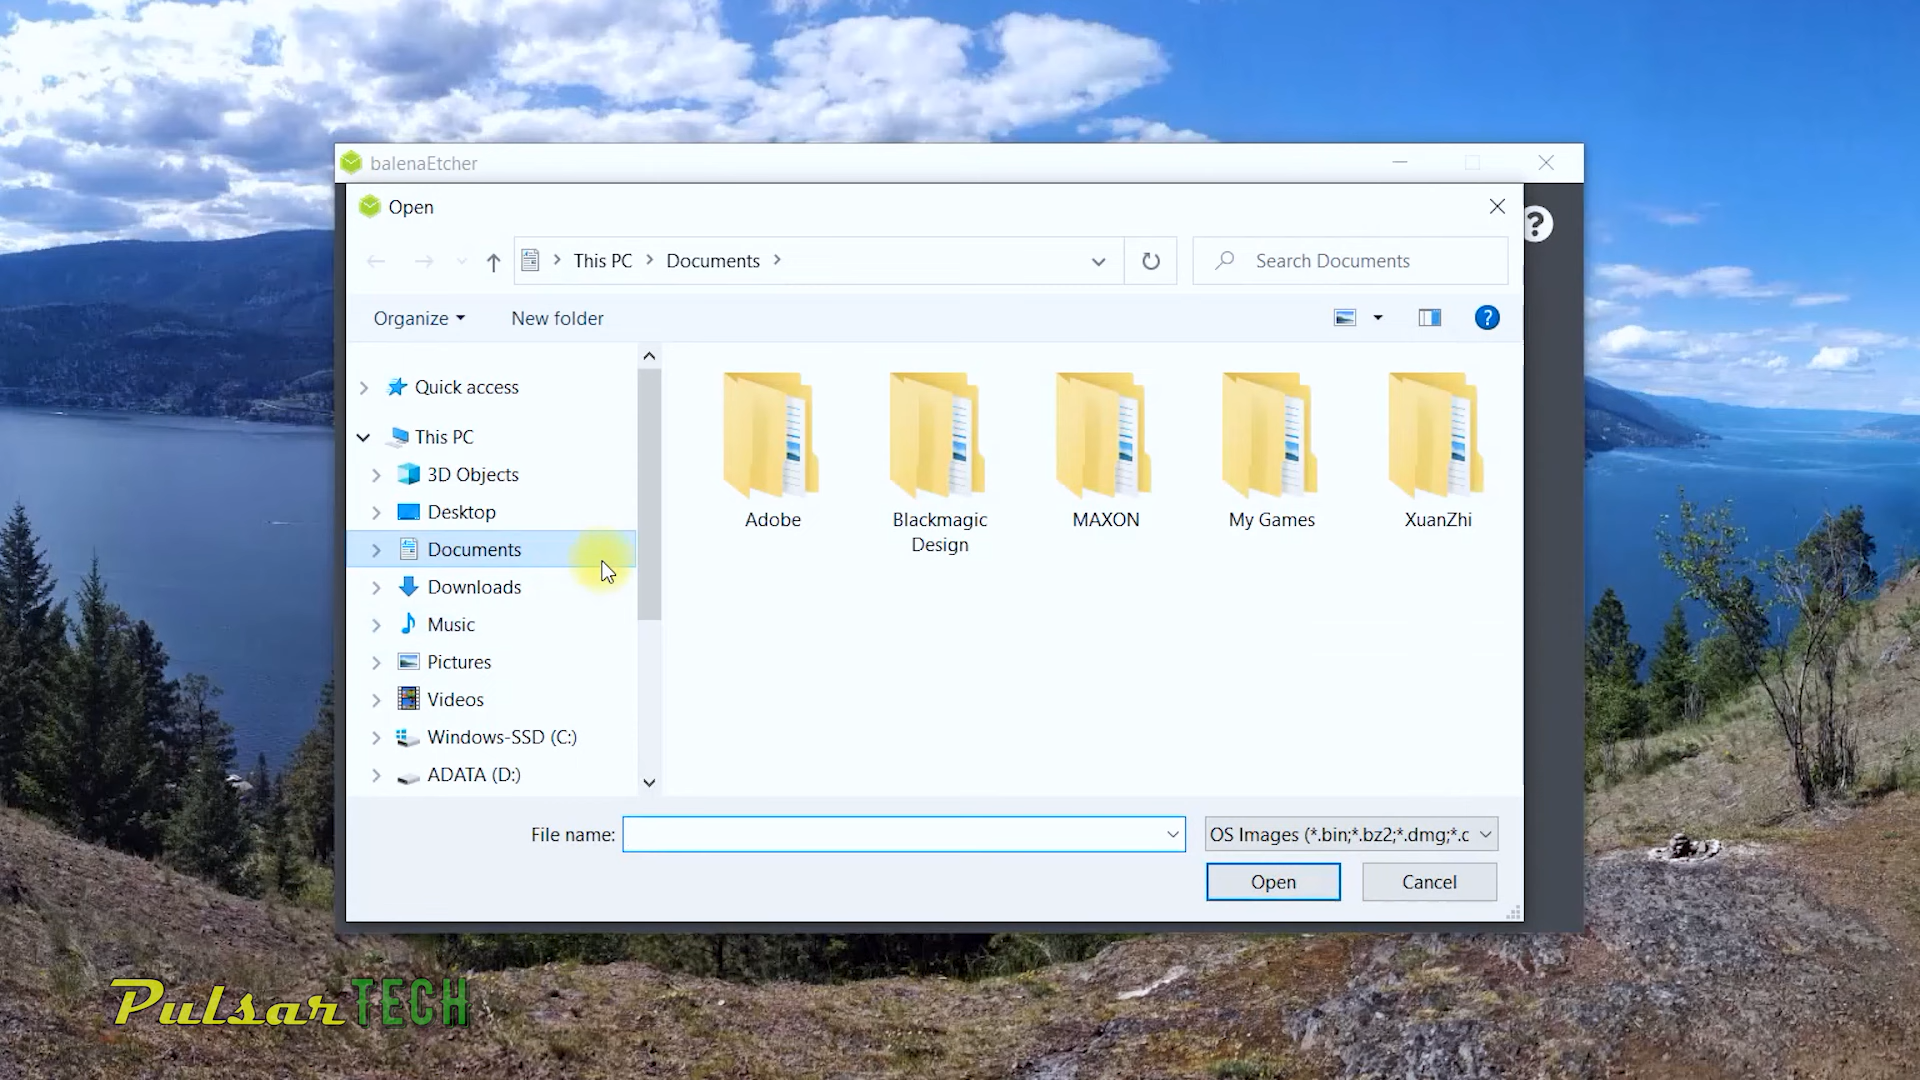 balenaEtcher
Open
This PC
Documents
Search Documents
Organize
New folder
?
?
Quick access
This PC
3D Objects
Desktop
Documents
Downloads
Music
Pictures
Videos
Windows-SSD (C:)
ADATA (D:)
Adobe
Blackmagic
Design
MAXON
My Games
XuanZhi
File name:
OS Images (*.bin;*.bz2;*.dmg;*.c
Open
Cancel
PulsarTECH